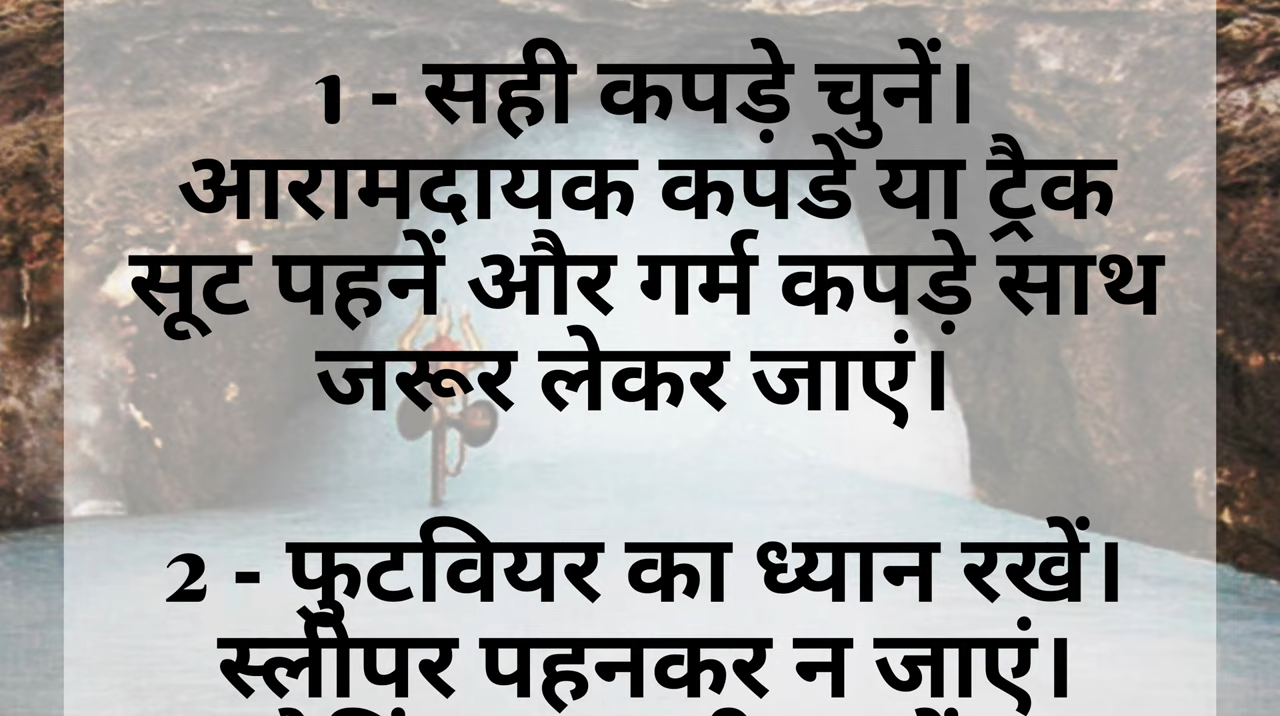 1 - सही कपड़े चुनें।
आरामदायक कपडे या ट्रैक
सूट पहनें और गर्म कपड़े साथ
जरूर लेकर जाएं।
2 - फुटवियर का ध्यान रखें।
स्लीपर पहनकर न जाएं।